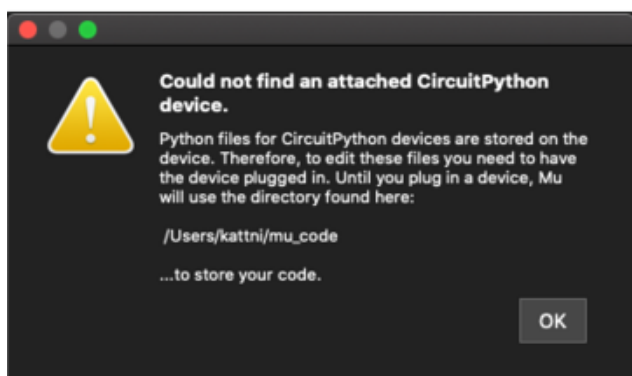 Could not find an attached CircuitPython
device.
Python files for CircuitPython devices are stored on the
device. Therefore, to edit these files you need to have
the device plugged in. Until you plug in a device, Mu
will use the directory found here:
/Users/kattni/mu_code
...to store your code.
OK